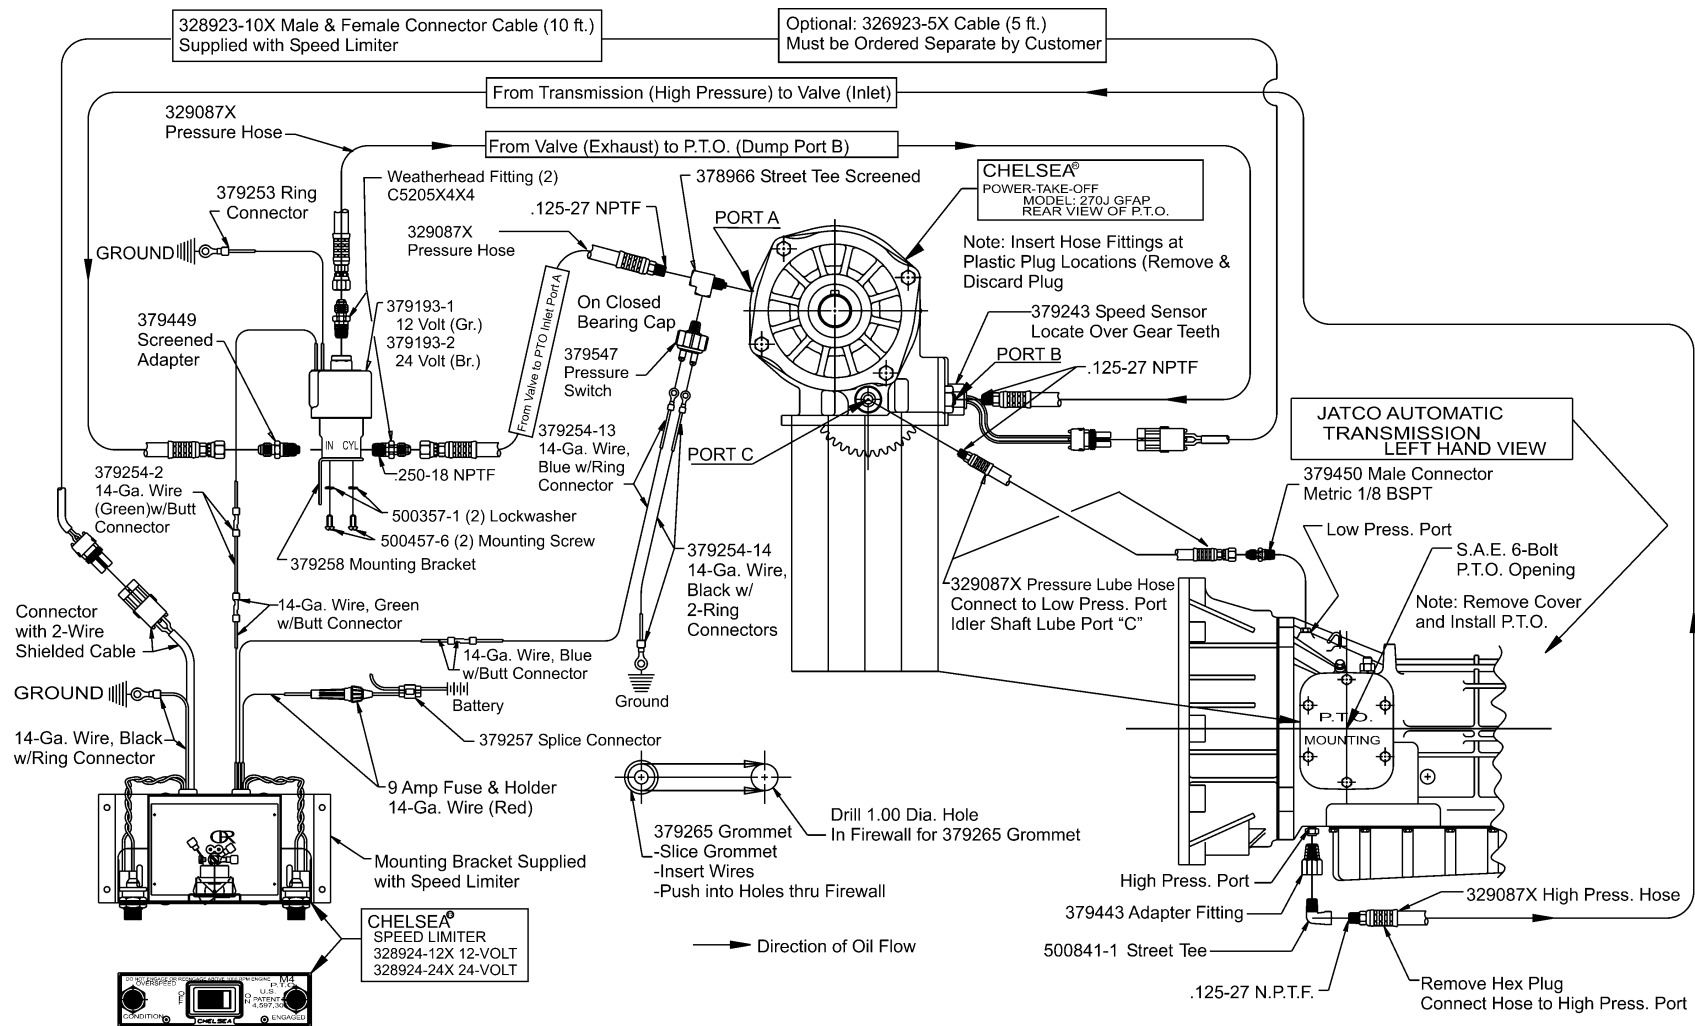 328923-10X Male & Female Connector Cable (10 ft.)
Supplied with Speed Limiter
Optional: 326923-5X Cable (5 ft.)
Must be Ordered Separate by Customer
From Transmission (High Pressure) to Valve (Inlet)
329087X
Pressure Hose
From Valve (Exhaust) to P.T.O. (Dump Port B)
Weatherhead Fitting (2)
C5205X4X4
378966 Street Tee Screened
CHELSEA®
POWER-TAKE-OFF
MODEL: 270J GFAP
REAR VIEW OF P.T.O.
379253 Ring
Connector
.125-27 NPTF
PORT A
329087X
Pressure Hose
GROUND
Note: Insert Hose Fittings at
Plastic Plug Locations (Remove &
Discard Plug
From Valve to PTO Inlet Port A
On Closed
Bearing Cap
379193-1
12 Volt (Gr.)
379193-2
24 Volt (Br.)
379449
Screened
Adapter
379243 Speed Sensor
Locate Over Gear Teeth
379547
Pressure
Switch
PORT B
.125-27 NPTF
JATCO AUTOMATIC
TRANSMISSION
LEFT HAND VIEW
379254-13
14-Ga. Wire,
Blue w/Ring
Connector
IN CYL
PORT C
.250-18 NPTF
379254-2
14-Ga. Wire
(Green)w/Butt
Connector
379450 Male Connector
Metric 1/8 BSPT
500357-1 (2) Lockwasher
500457-6 (2) Mounting Screw
379258 Mounting Bracket
Low Press. Port
379254-14
14-Ga. Wire,
Black w/
2-Ring
Connectors
S.A.E. 6-Bolt
P.T.O. Opening
329087X Pressure Lube Hose
Connect to Low Press. Port
Idler Shaft Lube Port “C”
Note: Remove Cover
and Install P.T.O.
Connector
with 2-Wire
Shielded Cable
14-Ga. Wire, Green
w/Butt Connector
14-Ga. Wire, Blue
w/Butt Connector
GROUND
Battery
Ground
P.T.O.
MOUNTING
14-Ga. Wire, Black
w/Ring Connector
379257 Splice Connector
9 Amp Fuse & Holder
14-Ga. Wire (Red)
Drill 1.00 Dia. Hole
In Firewall for 379265 Grommet
379265 Grommet
-Slice Grommet
-Insert Wires
-Push into Holes thru Firewall
Mounting Bracket Supplied
with Speed Limiter
High Press. Port
329087X High Press. Hose
379443 Adapter Fitting
CHELSEA®
SPEED LIMITER
328924-12X 12-VOLT
328924-24X 24-VOLT
Direction of Oil Flow
500841-1 Street Tee
.125-27 N.P.T.F.
Remove Hex Plug
Connect Hose to High Press. Port
M4
OVERSPEED
P.T.O.
U.S.
PATENT
OFF
ON
CONDITION
CHELSEA
ENGAGED